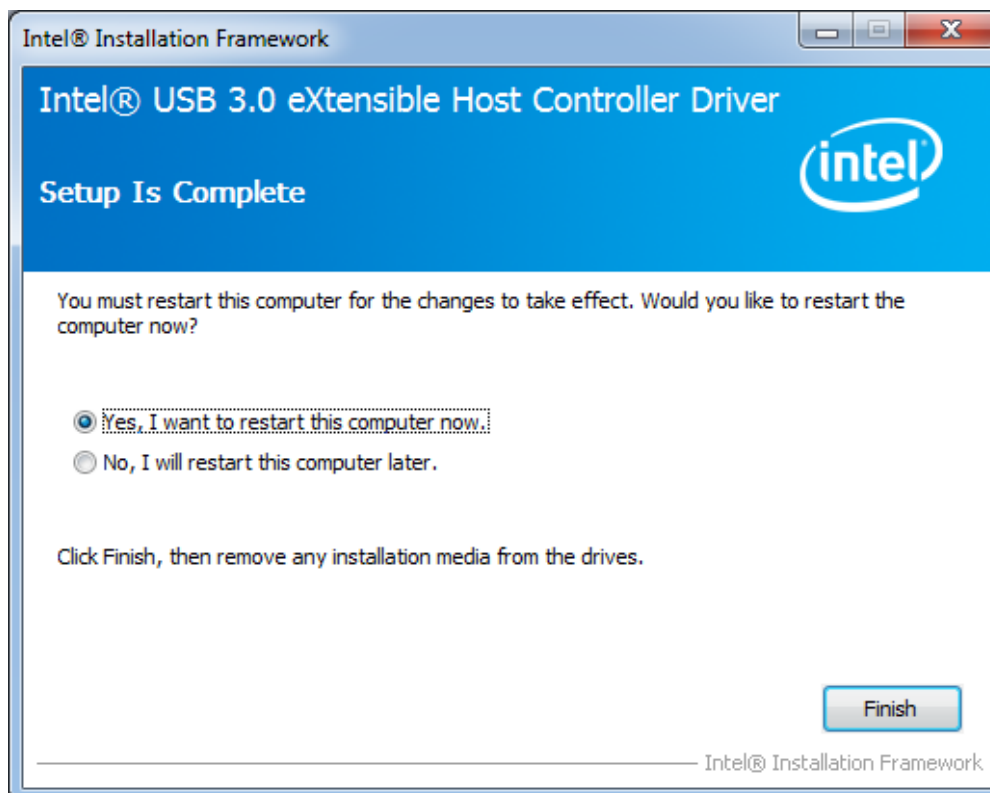 Intel® Installation Framework
Intel® USB 3.0 eXtensible Host Controller Driver
intel
Setup Is Complete
You must restart this computer for the changes to take effect. Would you like to restart the
computer now?
Yes, I want to restart this computer now.
No, I will restart this computer later.
Click Finish, then remove any installation media from the drives.
Finish
Intel® Installation Framework